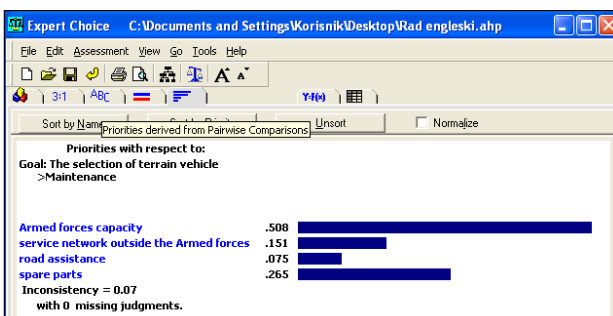 Expert Choice C:\Documents and Settings\Korisnik\Desktop\Rad engleski.ahp
File Edit Assessment View Go Tools Help
3:1 ABC Y=F(x)
Sort by Name Unsort Normalize
Priorities derived from Pairwise Comparisons
Priorities with respect to:
Goal: The selection of terrain vehicle
>Maintenance
Armed forces capacity .508
service network outside the Armed forces .151
road assistance .075
spare parts .265
Inconsistency = 0.07
with 0 missing judgments.